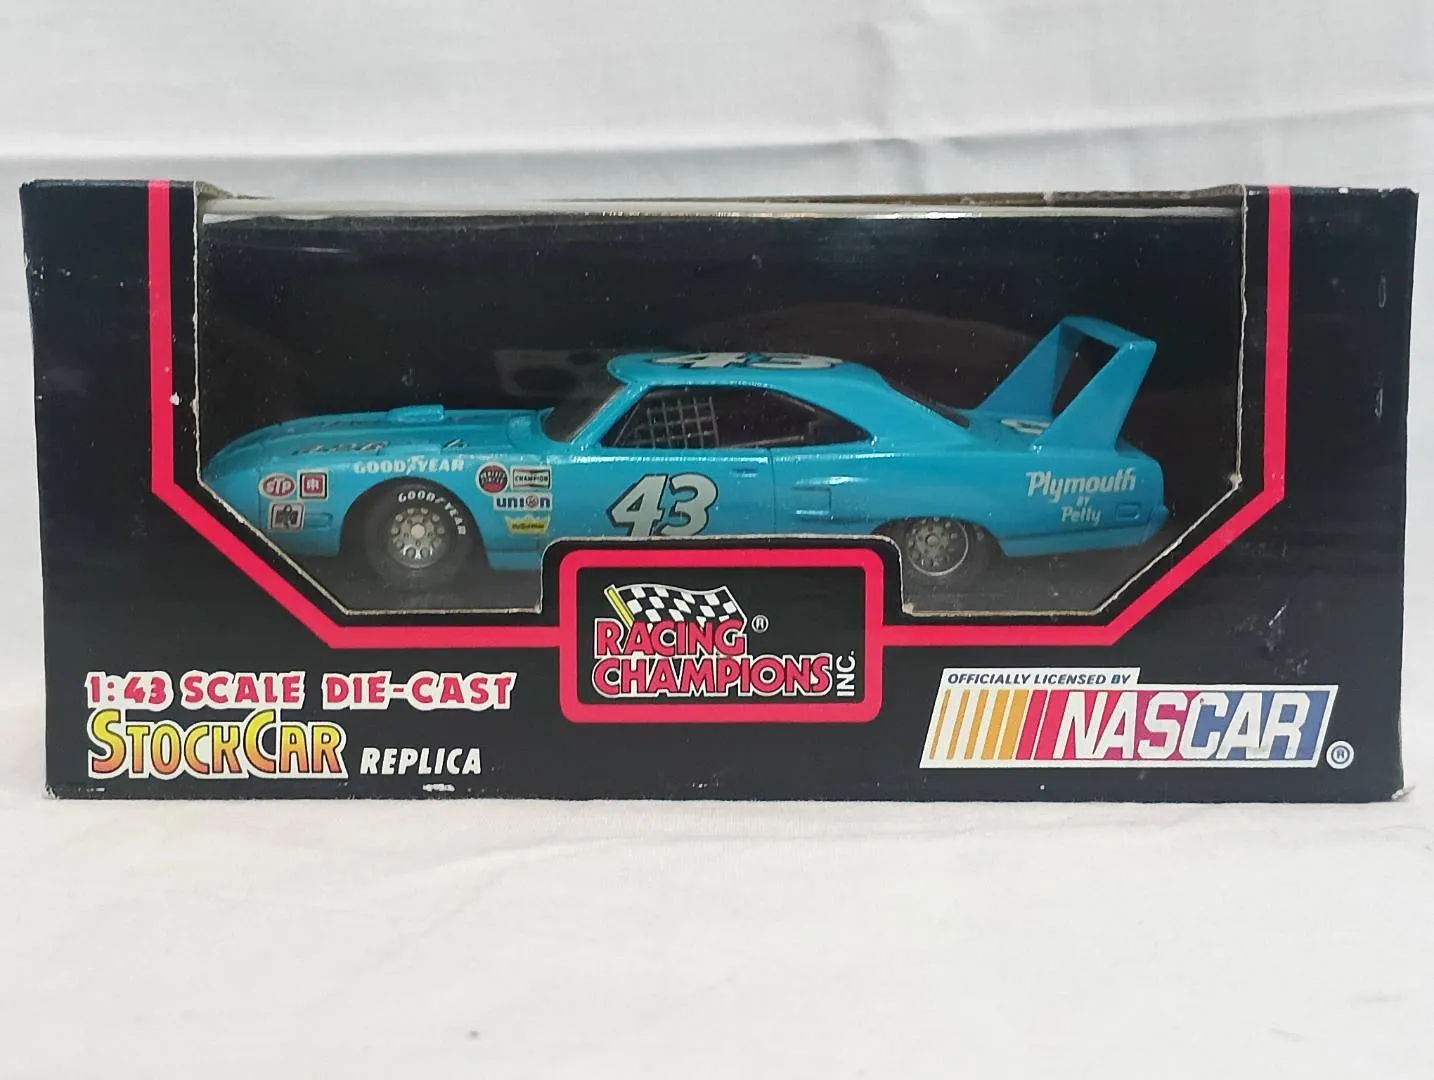 43
GOODYEAR
GOODYEAR
STP
CHAMPION
union
43
Plymouth
BY
Petty
RACING ®
CHAMPIONS INC.
1:43 SCALE DIE-CAST
STOCKCAR REPLICA
OFFICIALLY LICENSED BY
NASCAR ®